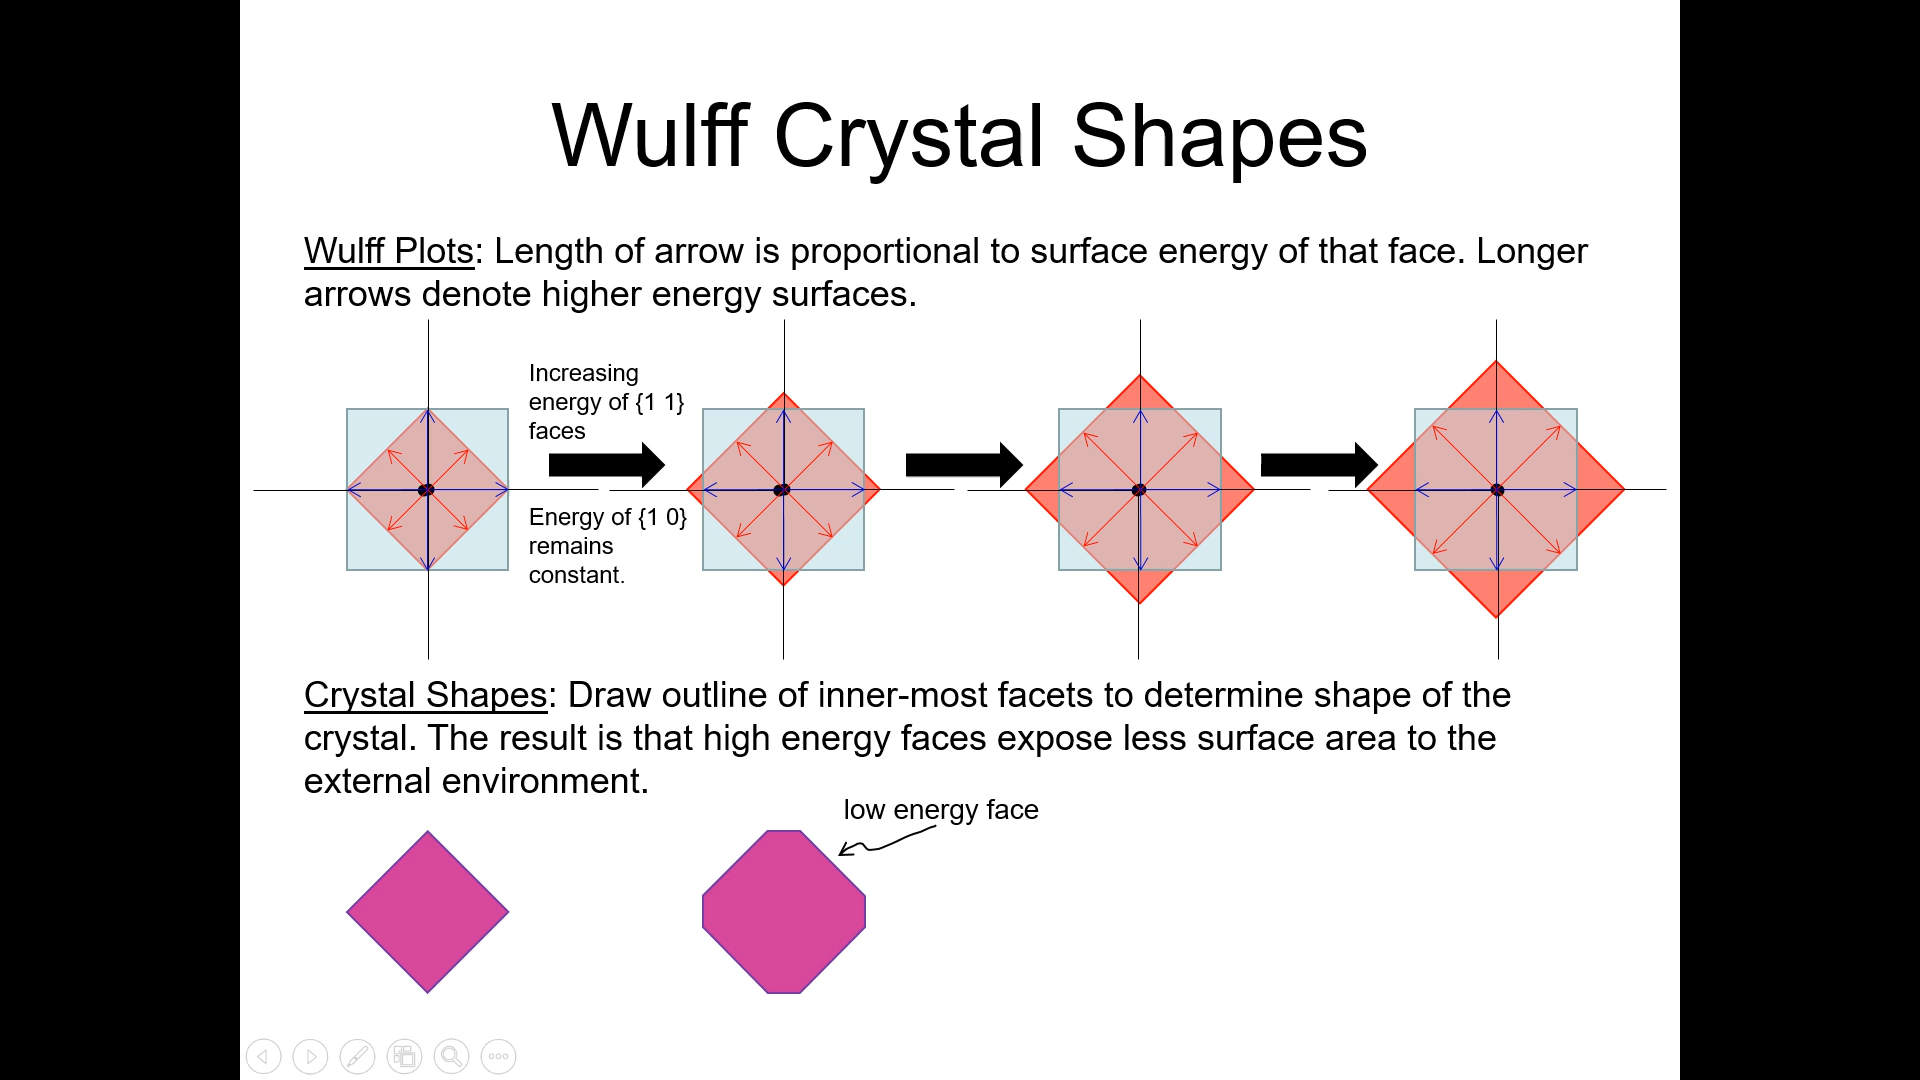 Wulff Crystal Shapes
Wulff Plots: Length of arrow is proportional to surface energy of that face. Longer
arrows denote higher energy surfaces.
Increasing
energy of {1 1}
faces
Energy of {1 0}
remains
constant.
Crystal Shapes: Draw outline of inner-most facets to determine shape of the
crystal. The result is that high energy faces expose less surface area to the
external environment.
low energy face